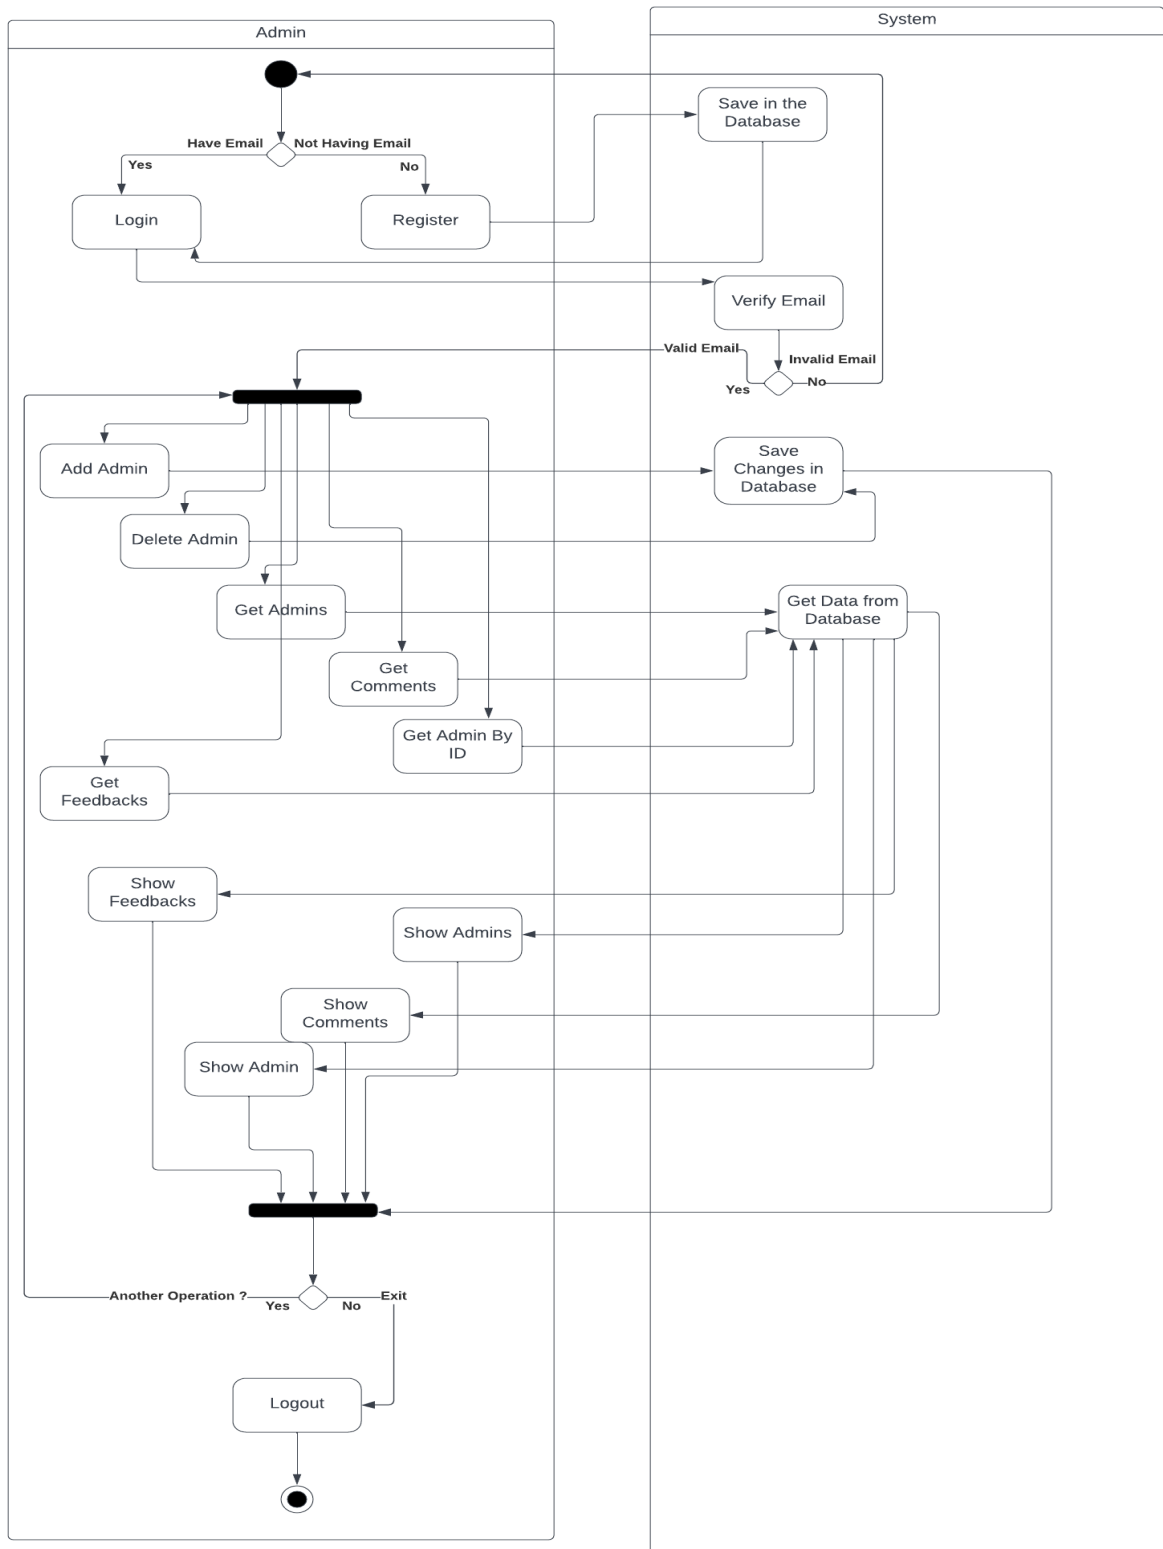 Admin
System
Save in the
Database
Have Email
Not Having Email
Yes
No
Login
Register
Verify Email
Valid Email
Invalid Email
Yes
No
Add Admin
Save
Changes in
Database
Delete Admin
Get Admins
Get Data from
Database
Get
Comments
Get Admin By
ID
Get
Feedbacks
Show
Feedbacks
Show Admins
Show
Comments
Show Admin
Another Operation ?
Yes
No
Exit
Logout